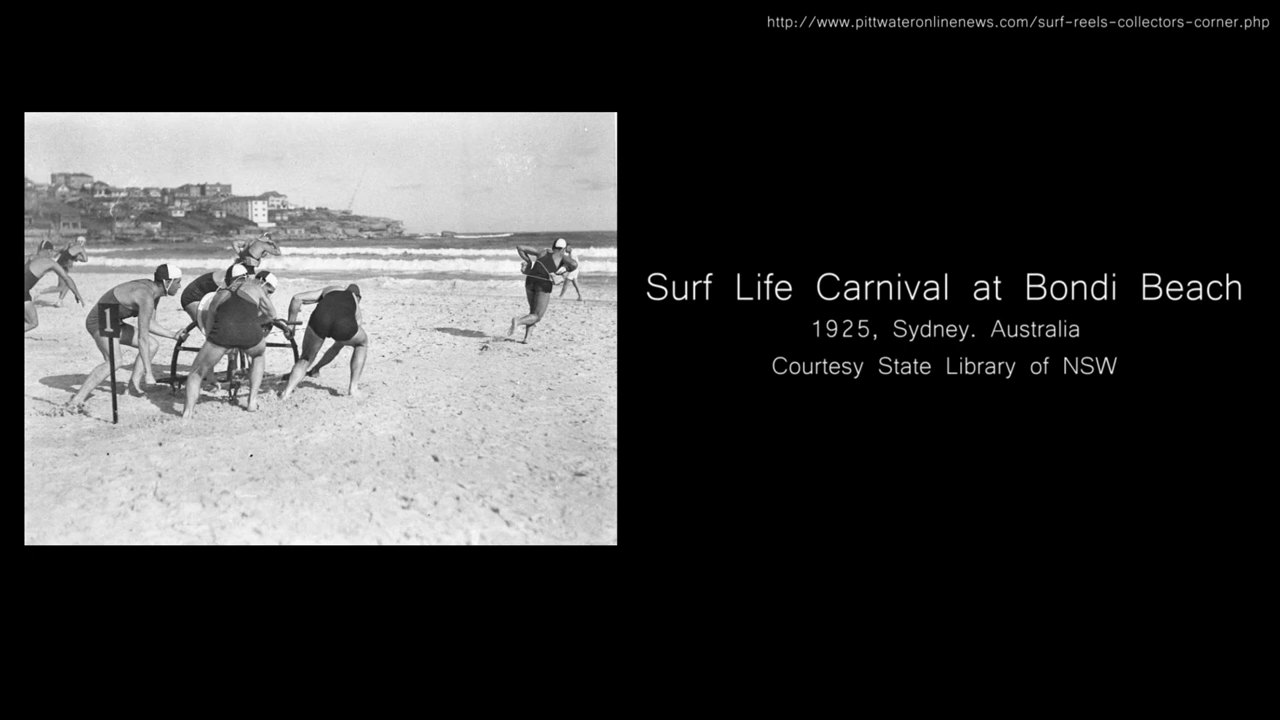 http://www.pittwateronlinenews.com/surf-reels-collectors-corner.php
1
Surf Life Carnival at Bondi Beach
1925, Sydney. Australia
Courtesy State Library of NSW